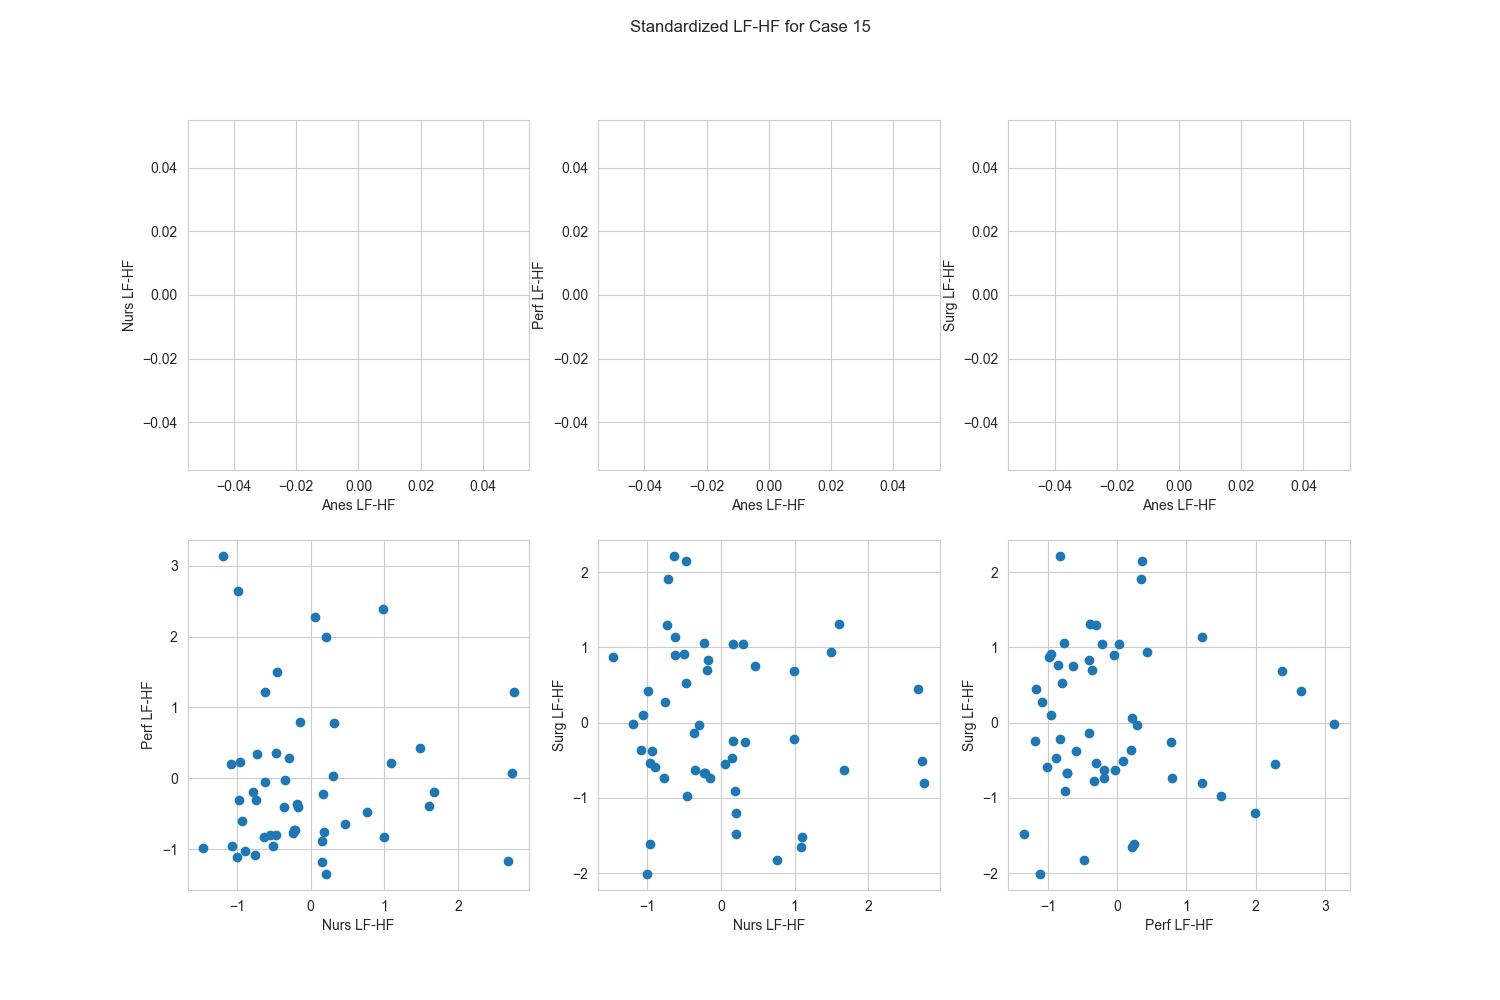 Standardized LF-HF for Case 15
0.04 0.04 0.04
0.02 0.02 0.02
0.00 0.00 0.00
−0.02 −0.02 −0.02
−0.04 −0.04 −0.04
Nurs LF-HF Perf LF-HF Surg LF-HF
−0.04 −0.02 0.00 0.02 0.04 −0.04 −0.02 0.00 0.02 0.04 −0.04 −0.02 0.00 0.02 0.04
Anes LF-HF Anes LF-HF Anes LF-HF
3
2
1
0
−1
Perf LF-HF
−1 0 1 2
Nurs LF-HF
2
1
0
−1
−2
Surg LF-HF
−1 0 1 2
Nurs LF-HF
2
1
0
−1
−2
Surg LF-HF
−1 0 1 2 3
Perf LF-HF